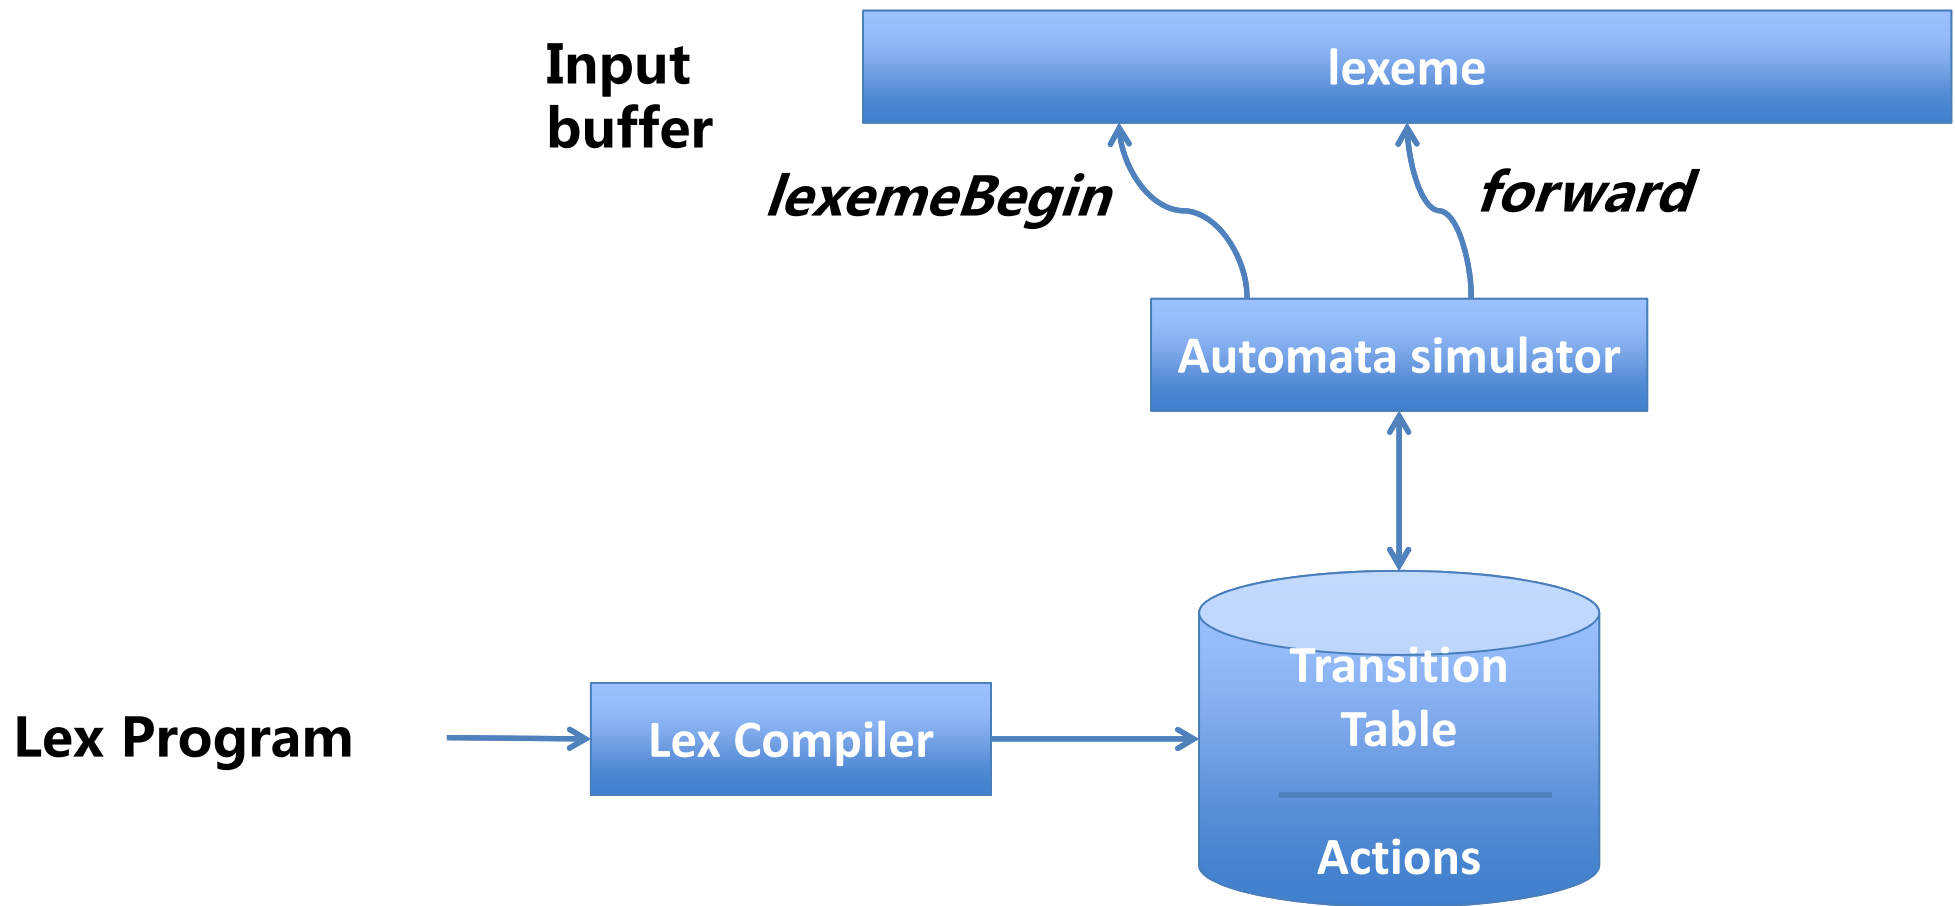 Input
buffer
lexeme
lexemeBegin
forward
Automata simulator
Transition
Table
Lex Program
Lex Compiler
Actions